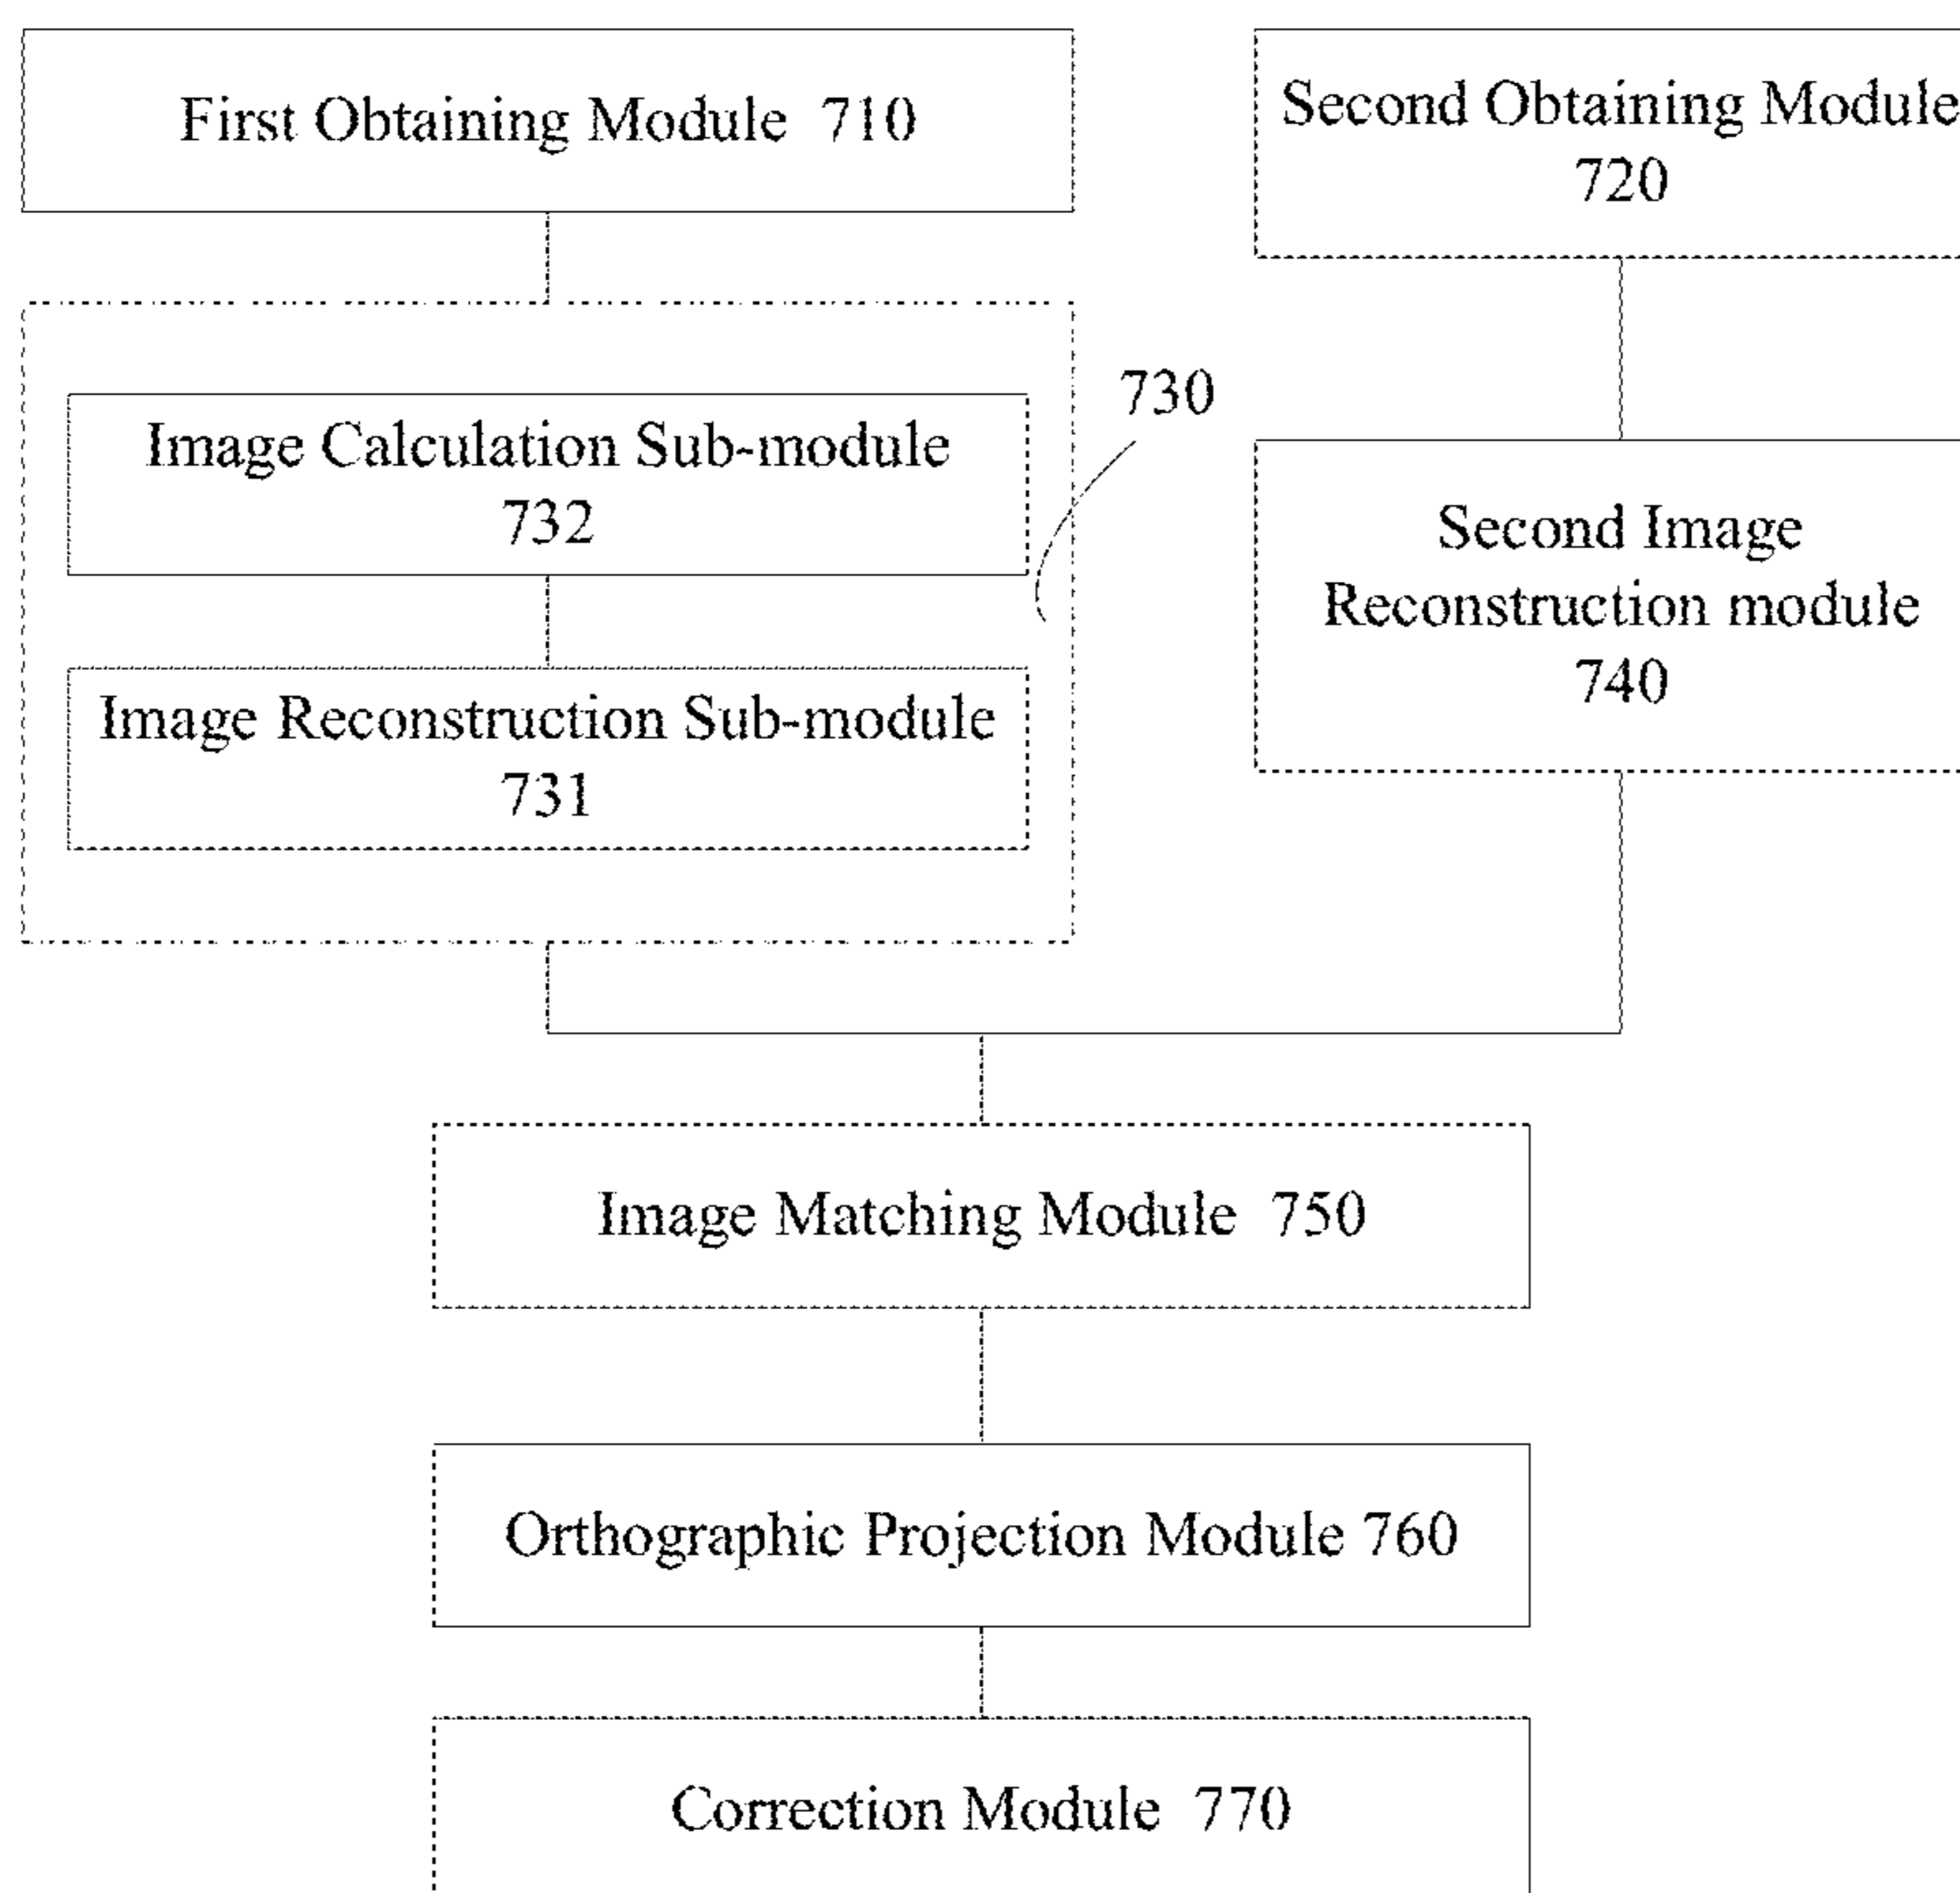 First Obtaining Module 710
Second Obtaining Module
720
730
Image Calculation Sub-module
732
Image Reconstruction Sub-module
731
Second Image
Reconstruction module
740
Image Matching Module 750
Orthographic Projection Module 760
Correction Module 770